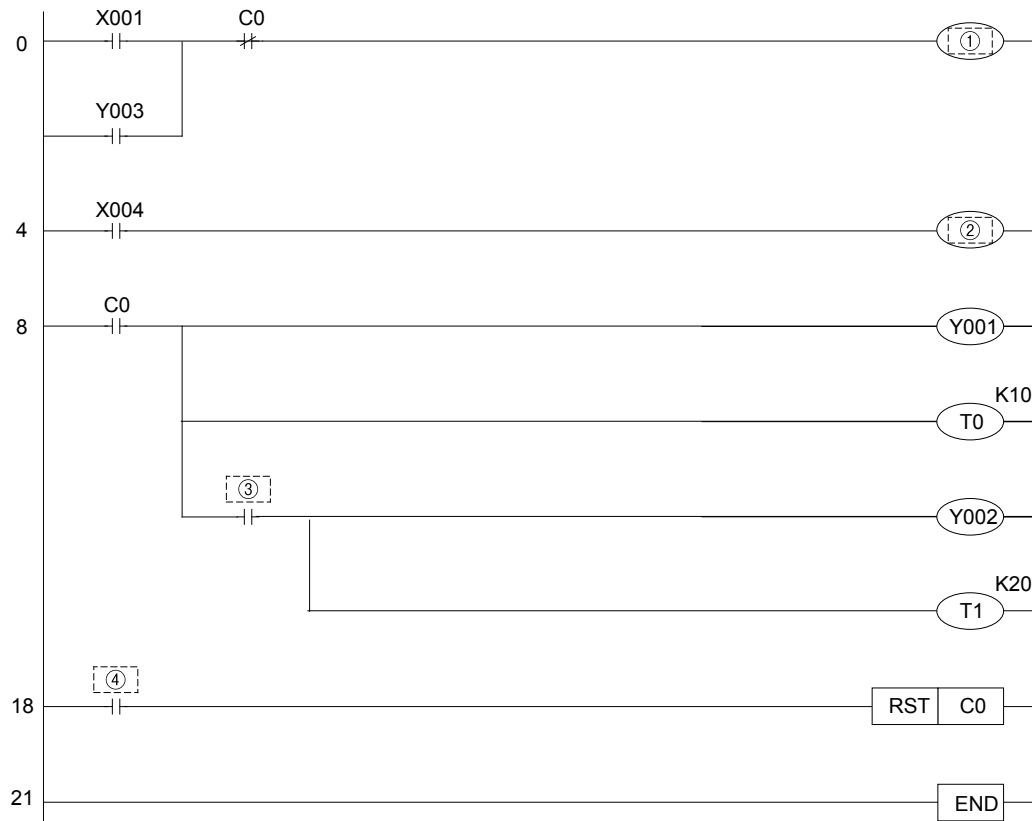 X001 C0
0 ①
Y003
X004
4 ②
C0
8 Y001
K10
T0
③
Y002
K20
T1
④
18 RST C0
21 END